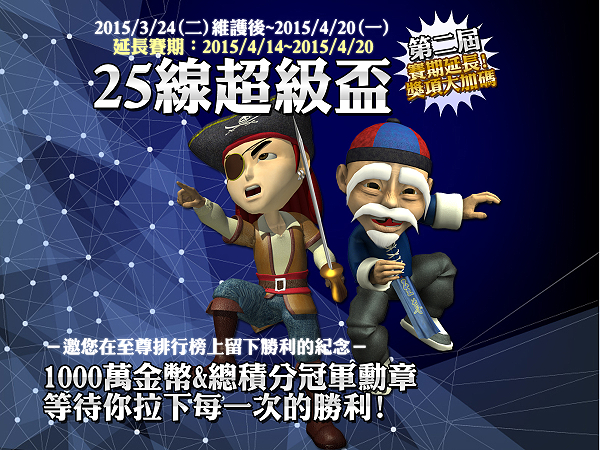 2015/3/24(二)維護後~2015/4/20(一)
延長賽期：2015/4/14~2015/4/20
25線超級盃
第二屆
賽期延長!
獎項大加碼
－邀您在至尊排行榜上留下勝利的紀念－
1000萬金幣&總積分冠軍勳章
等待你拉下每一次的勝利!